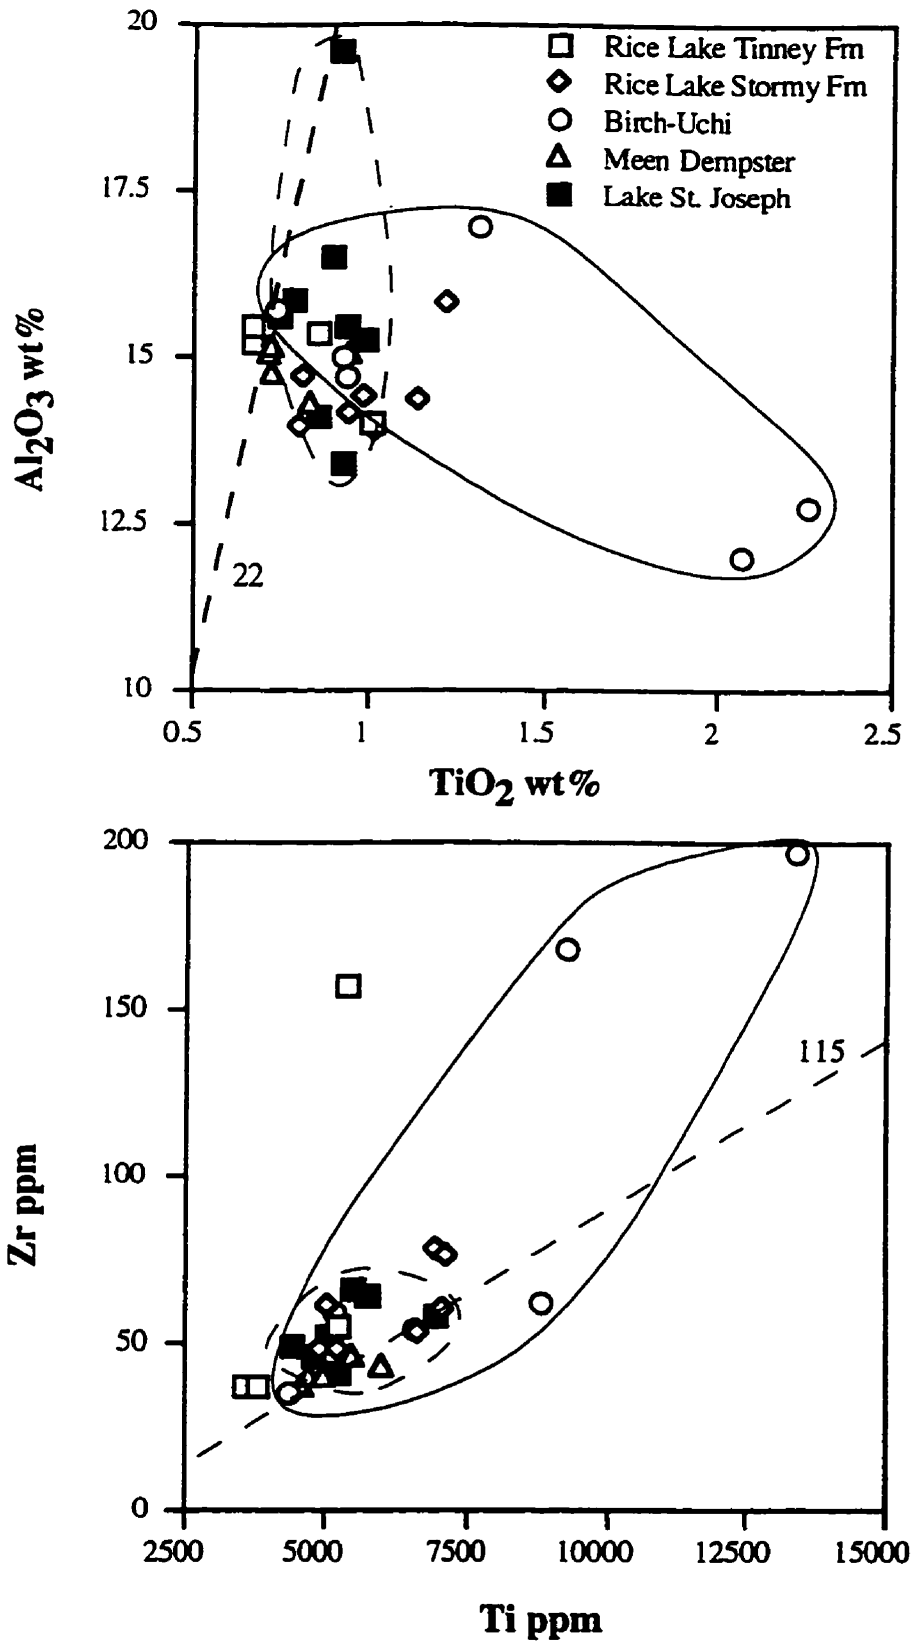 20
17.5
15
12.5
10
Al2O3 wt%
Rice Lake Tinney Fm
Rice Lake Stormy Fm
Birch-Uchi
Meen Dempster
Lake St. Joseph
22
0.5 1 1.5 2 2.5
TiO2 wt%
200
150
100
50
0
Zr ppm
115
2500 5000 7500 10000 12500 15000
Ti ppm